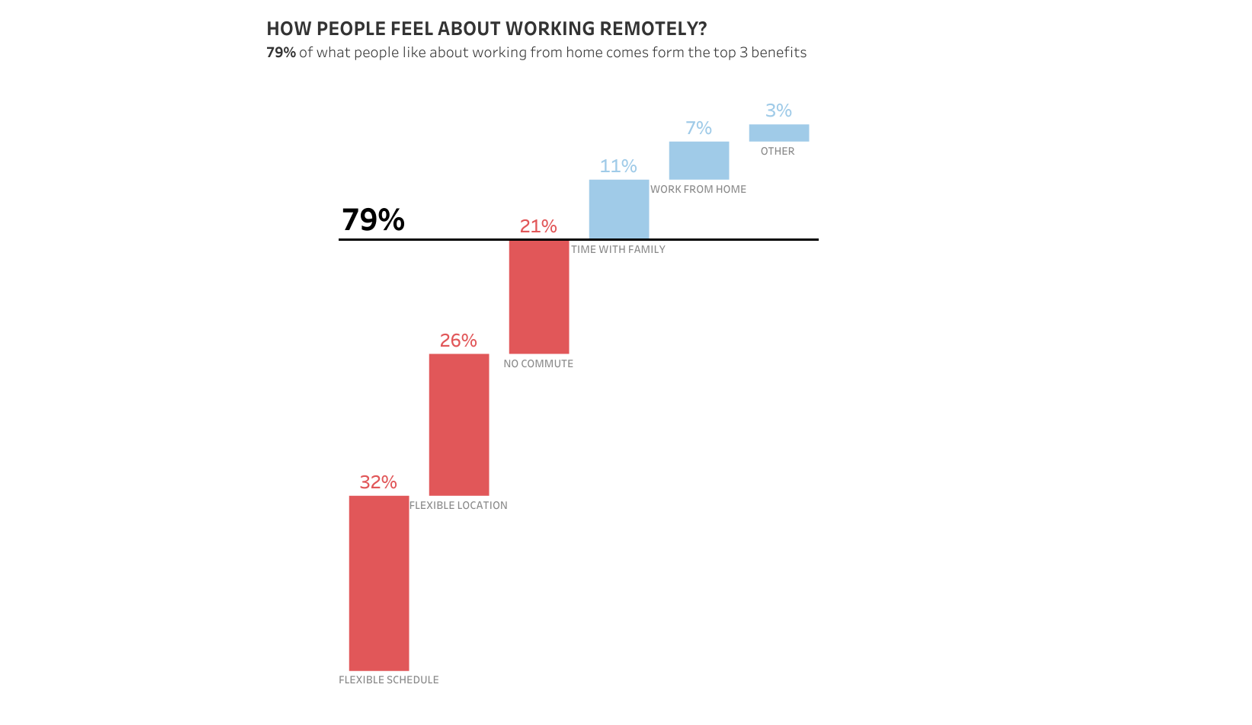 HOW PEOPLE FEEL ABOUT WORKING REMOTELY?
79% of what people like about working from home comes form the top 3 benefits
3%
7%
OTHER
11%
WORK FROM HOME
79%
21%
TIME WITH FAMILY
26%
NO COMMUTE
32%
FLEXIBLE LOCATION
FLEXIBLE SCHEDULE